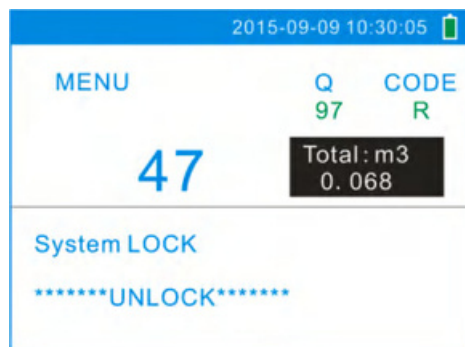 2015-09-09 10:30:05
MENU Q CODE
97 R
47 Total: m3
0.068
System LOCK
*******UNLOCK*******